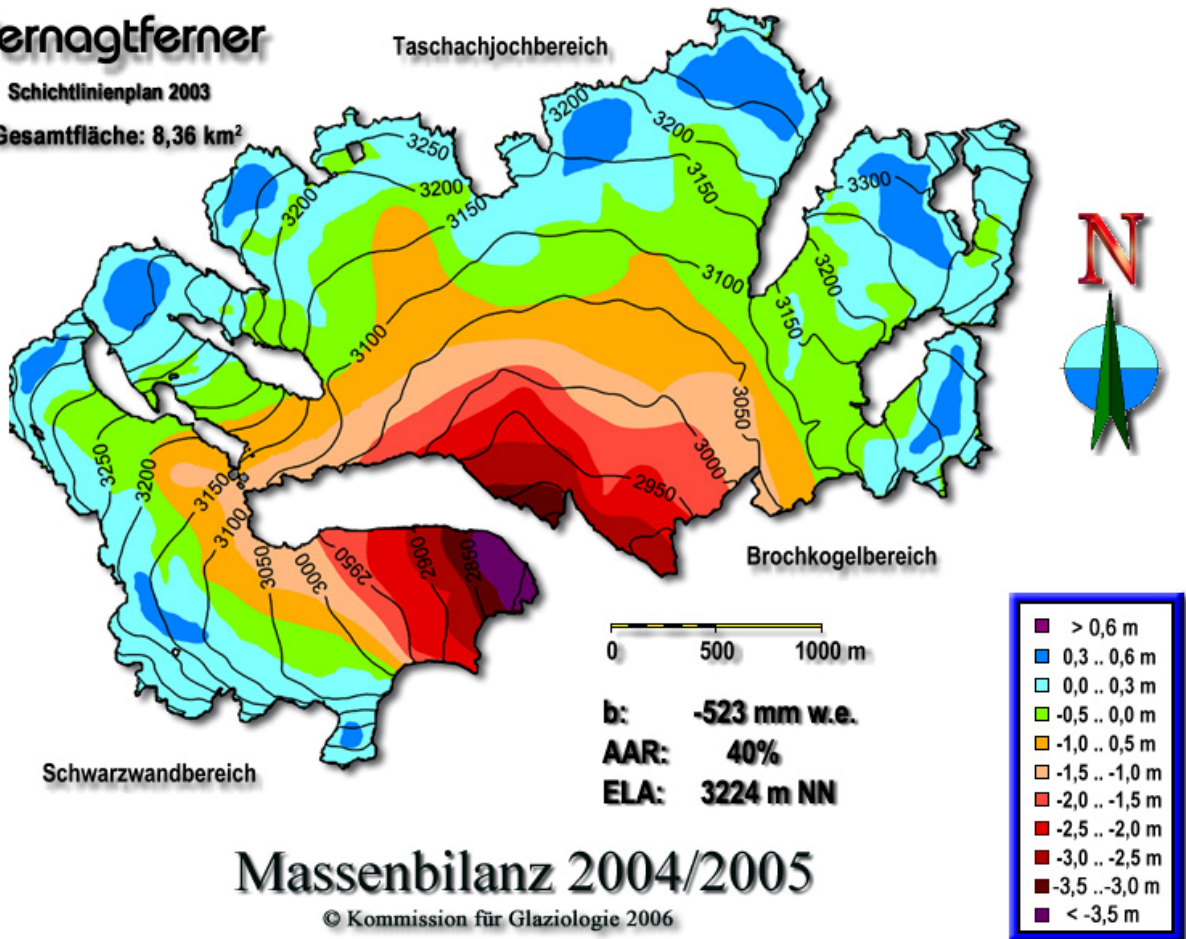 ernagtferner
Schichtlinienplan 2003
Gesamtfläche: 8,36 km²
Taschachjochbereich
3200
3250
3200
3200
3200
3150
3150
3300
3200
3100
3150
3100
3050
3000
2950
3250
3200
3150
3100
3050
3000
2950
2900
2850
N
Brochkogelbereich
0 500 1000 m
b: -523 mm w.e.
AAR: 40%
ELA: 3224 m NN
Schwarzwandbereich
> 0,6 m
0,3 .. 0,6 m
0,0 .. 0,3 m
-0,5 .. 0,0 m
-1,0 .. 0,5 m
-1,5 .. -1,0 m
-2,0 .. -1,5 m
-2,5 .. -2,0 m
-3,0 .. -2,5 m
-3,5 ..-3,0 m
< -3,5 m
Massenbilanz 2004/2005
© Kommission für Glaziologie 2006